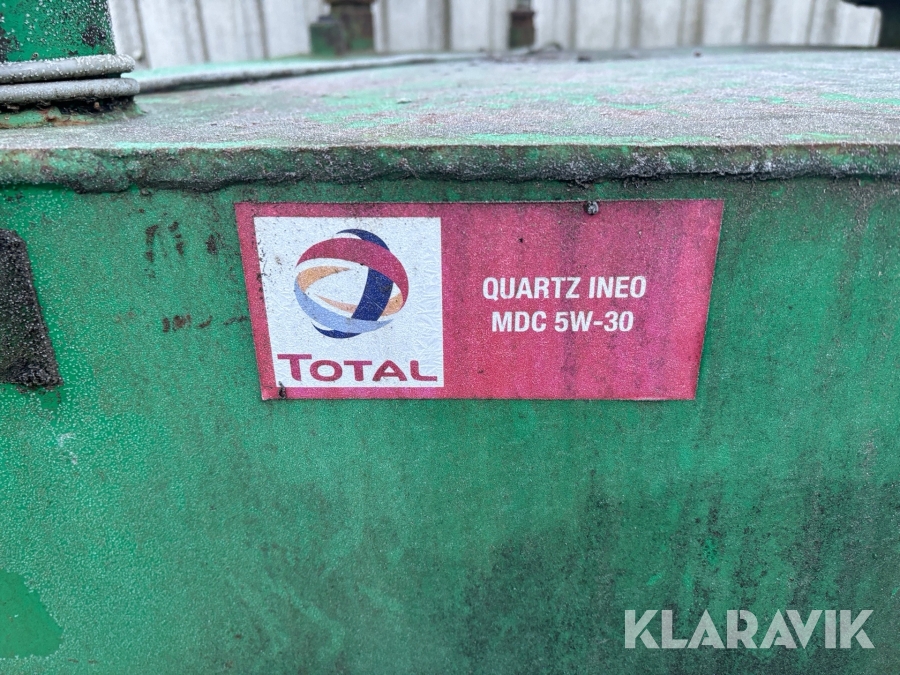 QUARTZ INEO
MDC 5W-30
TOTAL
KLARAVIK